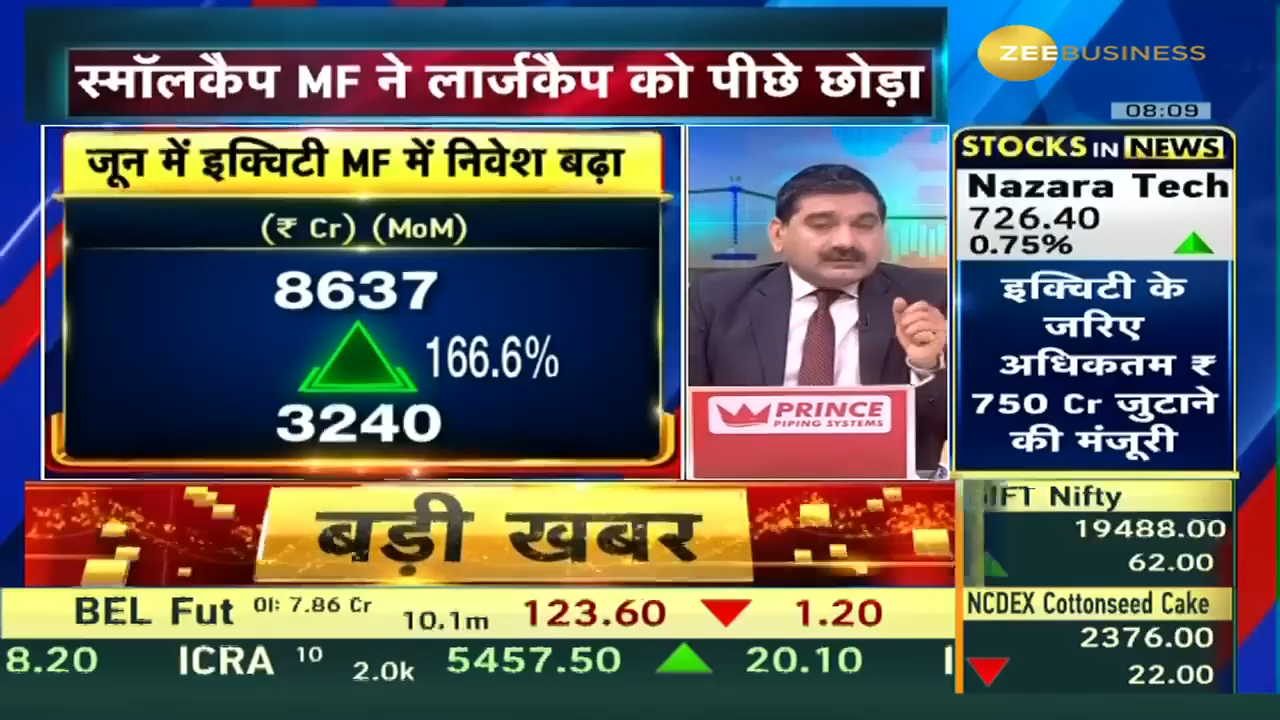 स्मॉलकैप MF ने लार्जकैप को पीछे छोड़ा
ZEEBUSINESS
08:09
जून में इक्विटी MF में निवेश बढ़ा
(₹ Cr) (MoM)
8637
166.6%
3240
PRINCE
PIPING SYSTEMS
STOCKS IN NEWS
Nazara Tech
726.40
0.75%
इक्विटी के
जरिए
अधिकतम ₹
750 Cr जुटाने
की मंजूरी
बड़ी खबर
Nifty
19488.00
62.00
NCDEX Cottonseed Cake
2376.00
22.00
BEL Fut OI: 7.86 Cr 10.1m 123.60 1.20
8.20 ICRA 10 2.0k 5457.50 20.10